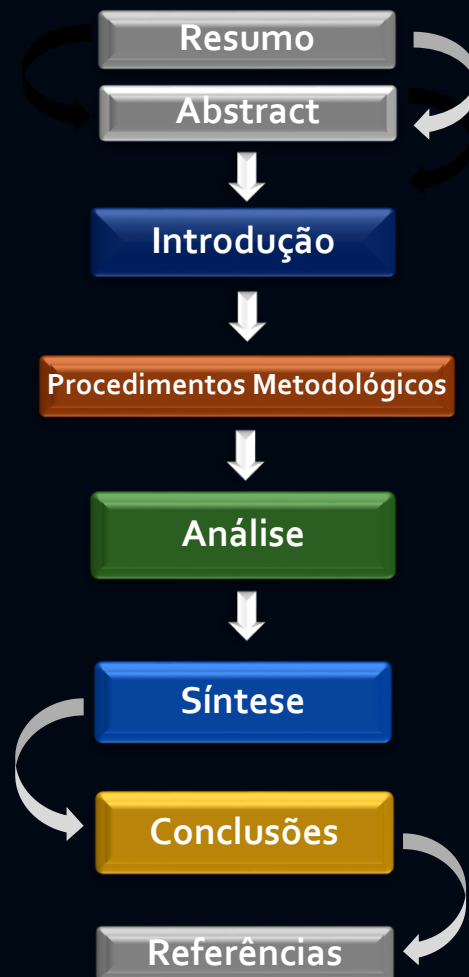 Resumo
Abstract
Introdução
Procedimentos Metodológicos
Análise
Síntese
Conclusões
Referências